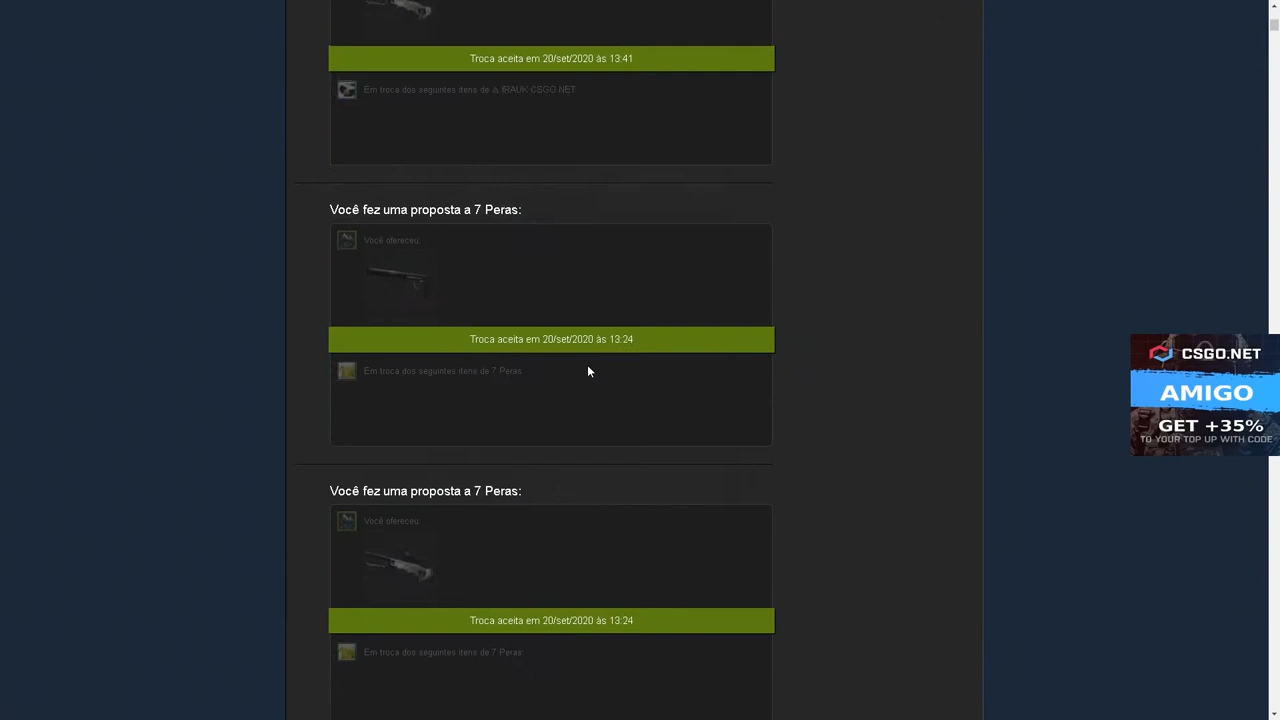 Troca aceita em 20/set/2020 às 13:41
Em troca dos seguintes itens de ⚠ IRAUK CSGO.NET
Você fez uma proposta a 7 Peras:
Você ofereceu:
Troca aceita em 20/set/2020 às 13:24
Em troca dos seguintes itens de 7 Peras:
Você fez uma proposta a 7 Peras:
Você ofereceu:
Troca aceita em 20/set/2020 às 13:24
Em troca dos seguintes itens de 7 Peras:
CSGO.NET
AMIGO
GET +35%
TO YOUR TOP UP WITH CODE